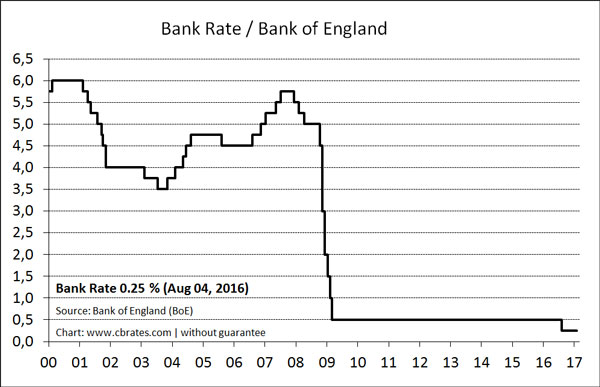 Bank Rate / Bank of England
6,5
6,0
5,5
5,0
4,5
4,0
3,5
3,0
2,5
2,0
1,5
1,0
0,5
0,0
Bank Rate 0.25 % (Aug 04, 2016)
Source: Bank of England (BoE)
Chart: www.cbrates.com | without guarantee
00 01 02 03 04 05 06 07 08 09 10 11 12 13 14 15 16 17